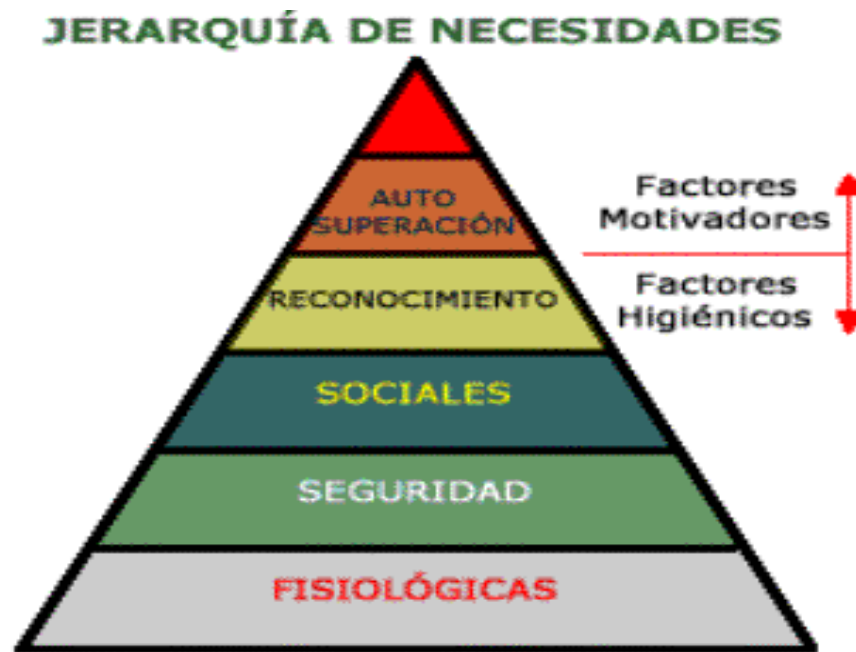 JERARQUÍA DE NECESIDADES
AUTO
SUPERACIÓN
Factores
Motivadores
RECONOCIMIENTO
Factores
Higiénicos
SOCIALES
SEGURIDAD
FISIOLÓGICAS